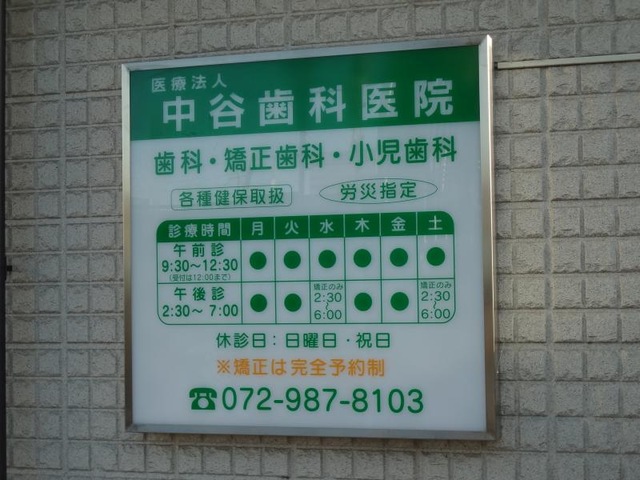 医療法人
中谷歯科医院
歯科・矯正歯科・小児歯科
各種健保取扱 労災指定
診療時間 月 火 水 木 金 土
午前診
9:30～12:30 ● ● ● ● ● ●
(受付は12:00まで)
午後診 矯正のみ 矯正のみ
2:30～7:00 ● ● 2:30～6:00 ● ● 2:30～6:00
休診日：日曜日・祝日
※矯正は完全予約制
☎072-987-8103